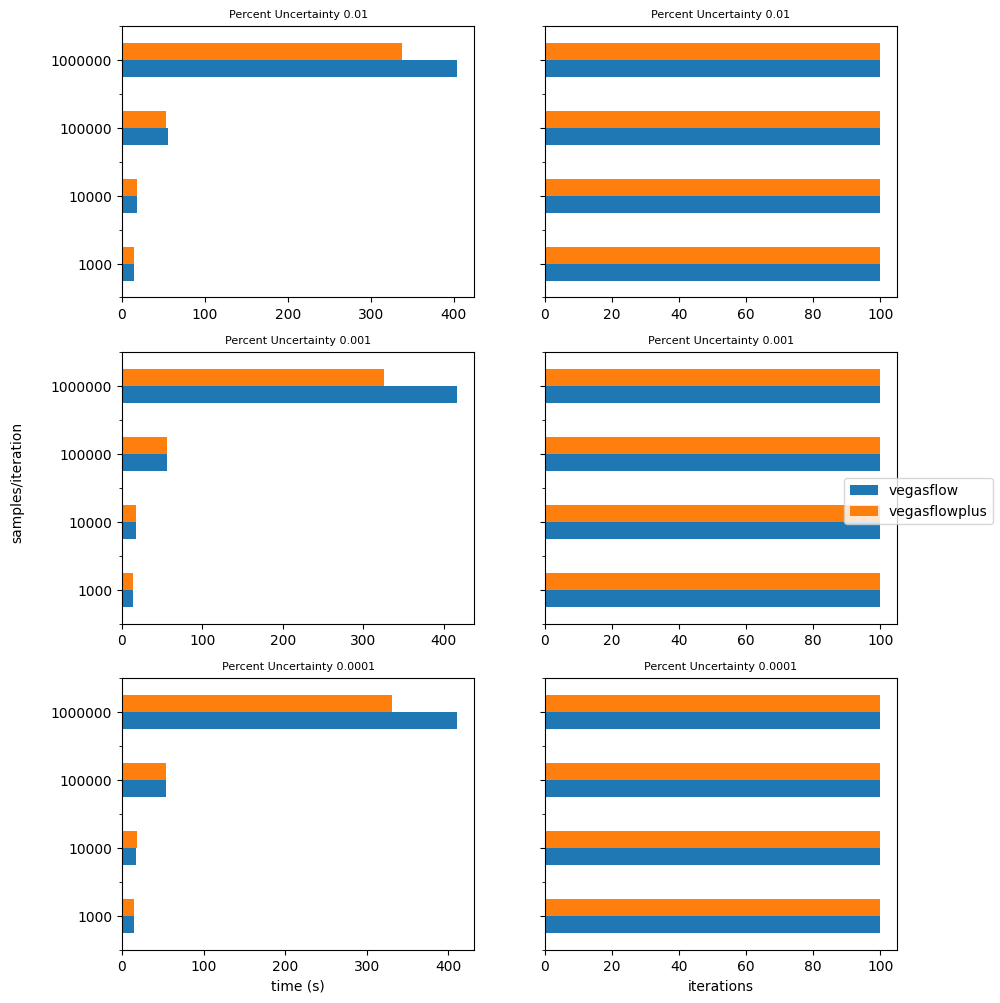 Percent Uncertainty 0.01
Percent Uncertainty 0.01
1000000
100000
10000
1000
0 100 200 300 400
0 20 40 60 80 100
Percent Uncertainty 0.001
Percent Uncertainty 0.001
samples/iteration
1000000
100000
10000
1000
vegasflow
vegasflowplus
0 100 200 300 400
0 20 40 60 80 100
Percent Uncertainty 0.0001
Percent Uncertainty 0.0001
1000000
100000
10000
1000
0 100 200 300 400
0 20 40 60 80 100
time (s)
iterations